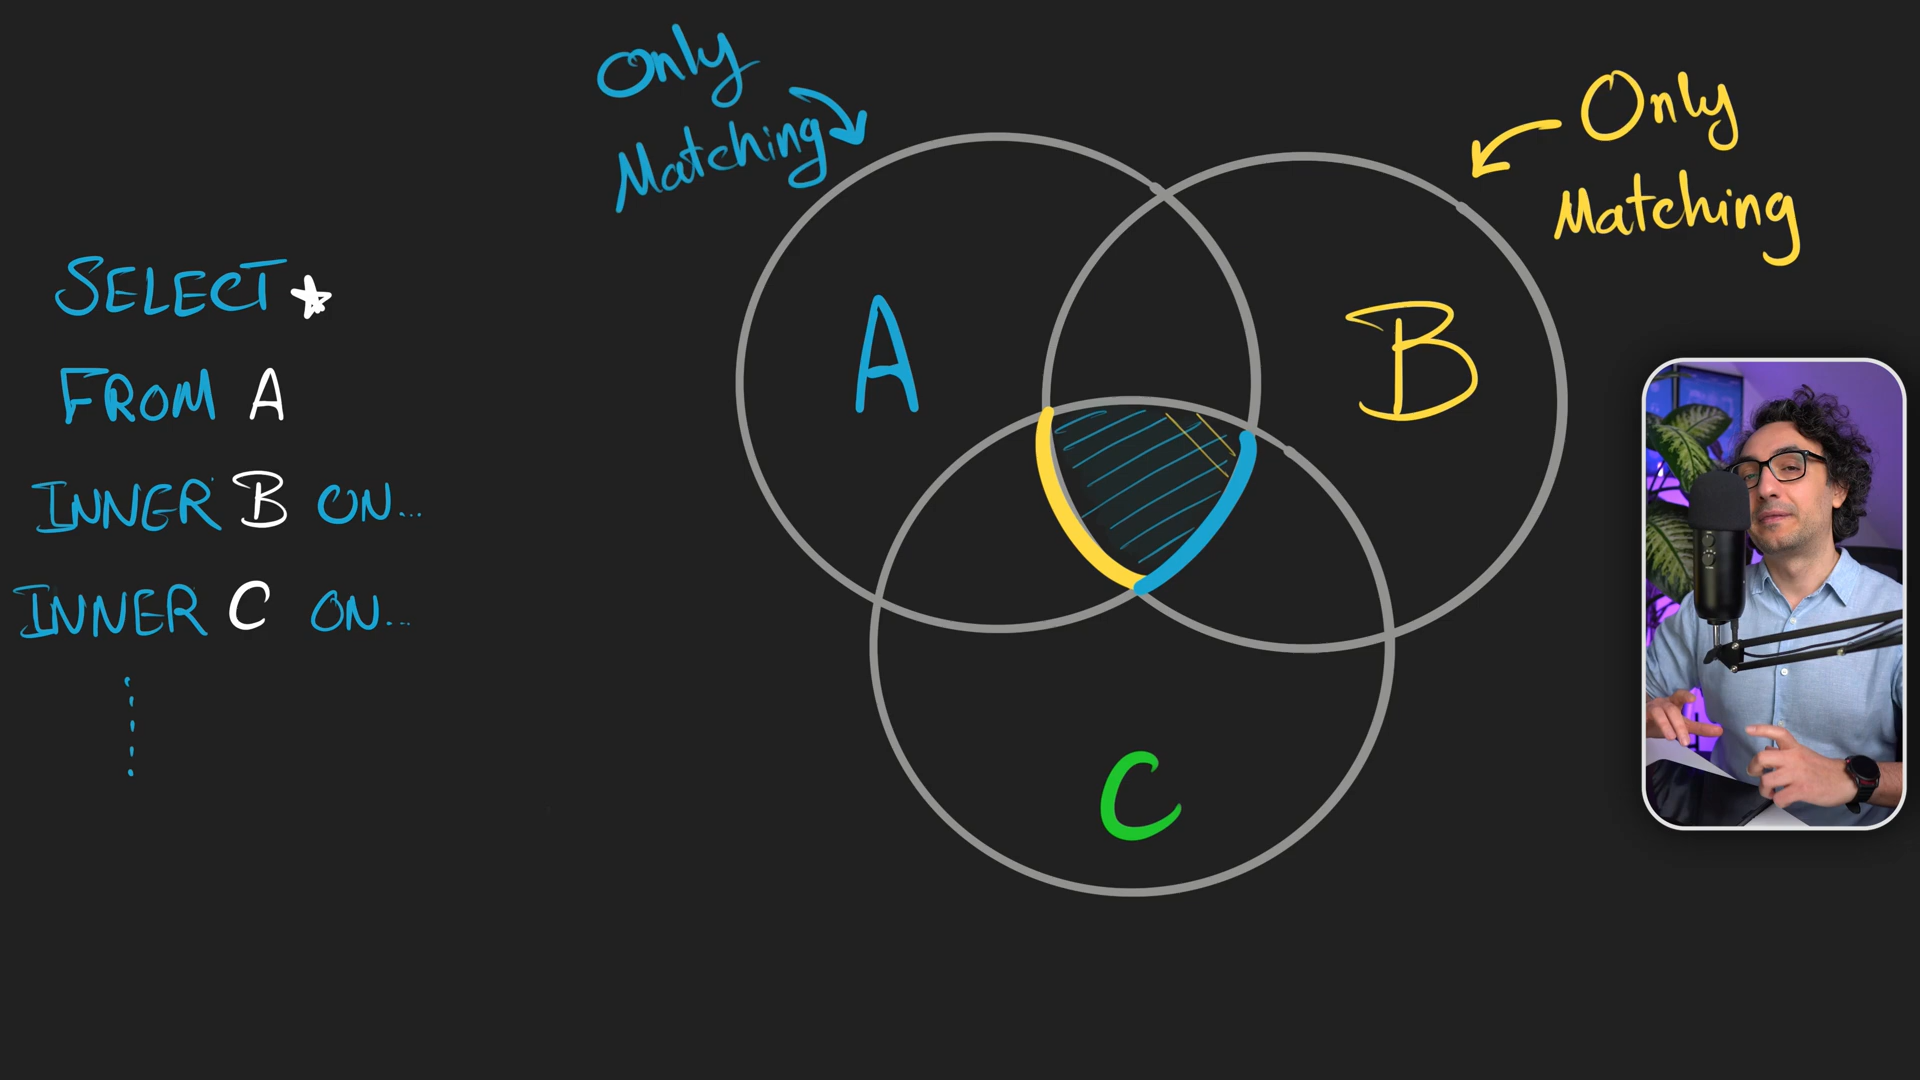 SELECT *
FROM A
INNER B ON...
INNER C ON...
Only
Matching
Only
Matching
A
B
C